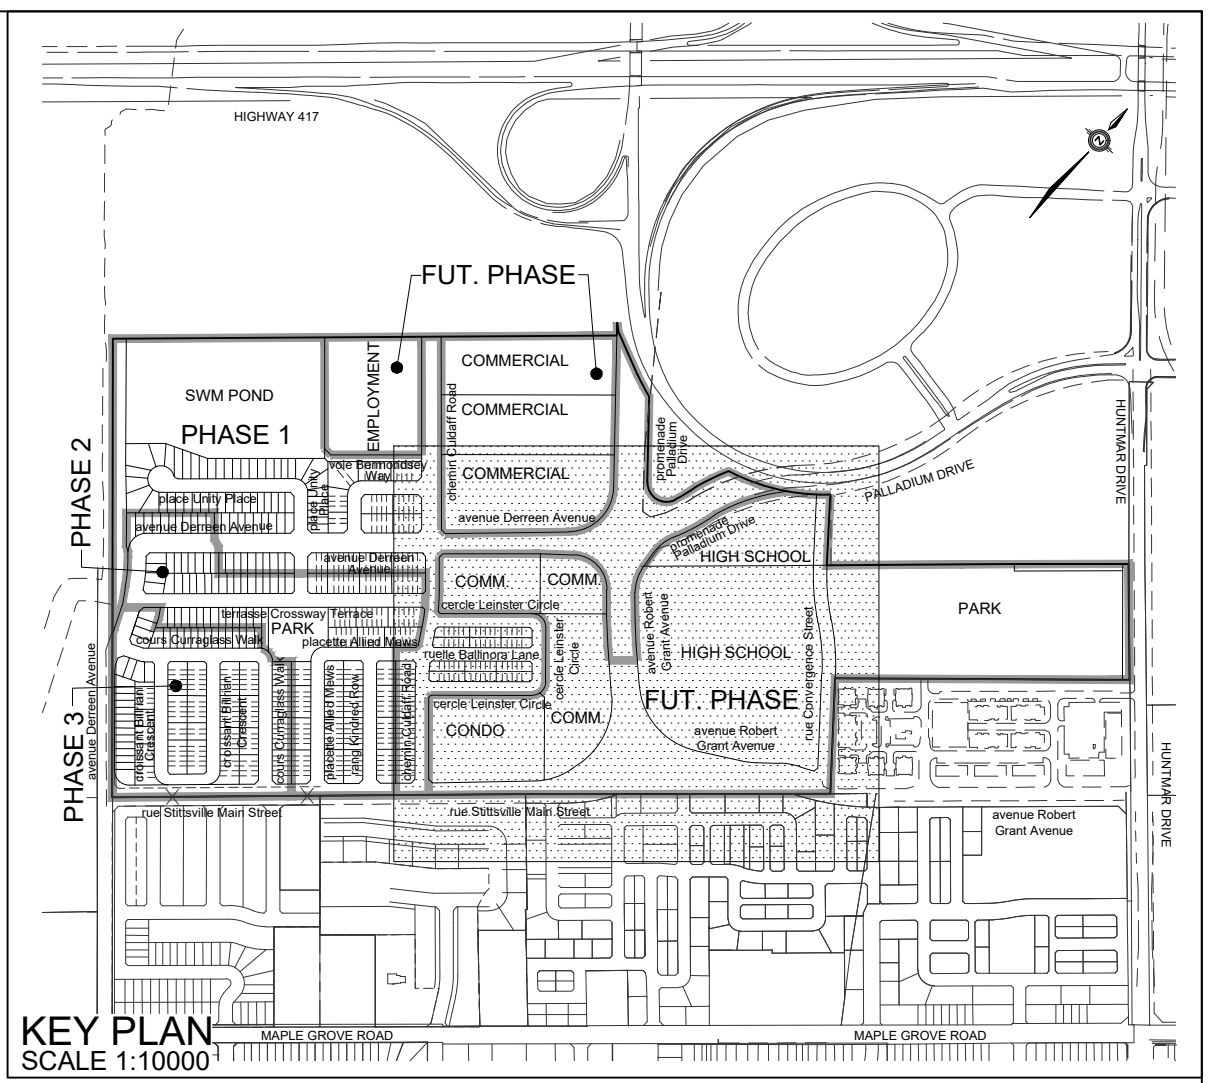 HIGHWAY 417
N
FUT. PHASE
SWM POND
PHASE 1
EMPLOYMENT
COMMERCIAL
COMMERCIAL
COMMERCIAL
chemin Culdaff Road
promenade
Palladium
Drive
PALLADIUM DRIVE
HUNTMAR DRIVE
PHASE 2
voie Bermondsey
Way
place Unity Place
place Unity
Place
avenue Derreen Avenue
avenue Derreen Avenue
promenade
Palladium Drive
HIGH SCHOOL
avenue Derreen
Avenue
COMM.
COMM.
cercle Leinster Circle
terrasse Crossway Terrace
PARK
cours Curraglass Walk
placette Allied Mews
ruelle Ballinora Lane
cercle Leinster
Circle
avenue Robert
Grant Avenue
HIGH SCHOOL
rue Convergence Street
PARK
avenue Derreen Avenue
PHASE 3
croissant Billrian
Crescent
croissant Billrian
Crescent
cours Curraglass Walk
placette Allied Mews
rang Kindred Row
chemin Culdaff Road
cercle Leinster Circle
CONDO
COMM.
FUT. PHASE
avenue Robert
Grant Avenue
HUNTMAR DRIVE
rue Stittsville Main Street
rue Stittsville Main Street
avenue Robert
Grant Avenue
KEY PLAN
SCALE 1:10000
MAPLE GROVE ROAD
MAPLE GROVE ROAD